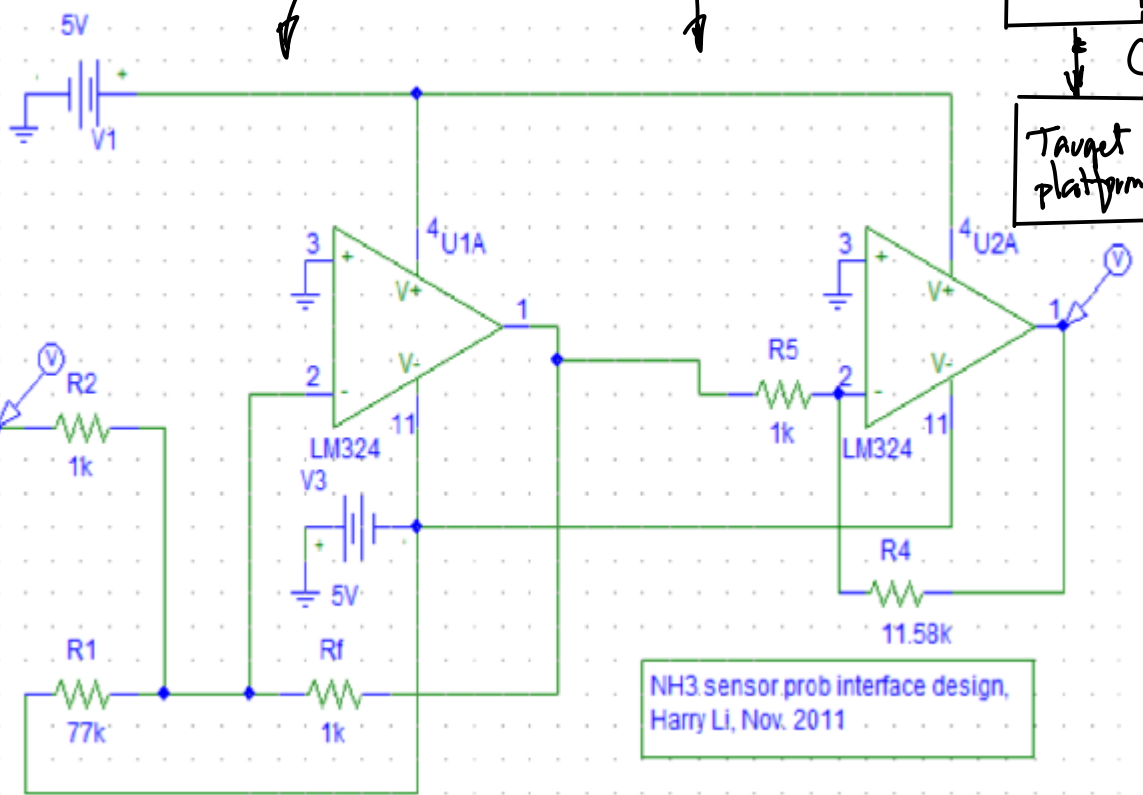 5V
+
V1
C
Tauget
platform
4
U1A
3
+
V+
1
V-
2
-
11
LM324
4
U2A
3
+
V+
1
V
V-
2
-
11
LM324
V
R2
1k
R5
1k
V3
+
5V
R4
11.58k
R1
77k
Rf
1k
NH3 sensor prob interface design,
Harry Li, Nov. 2011